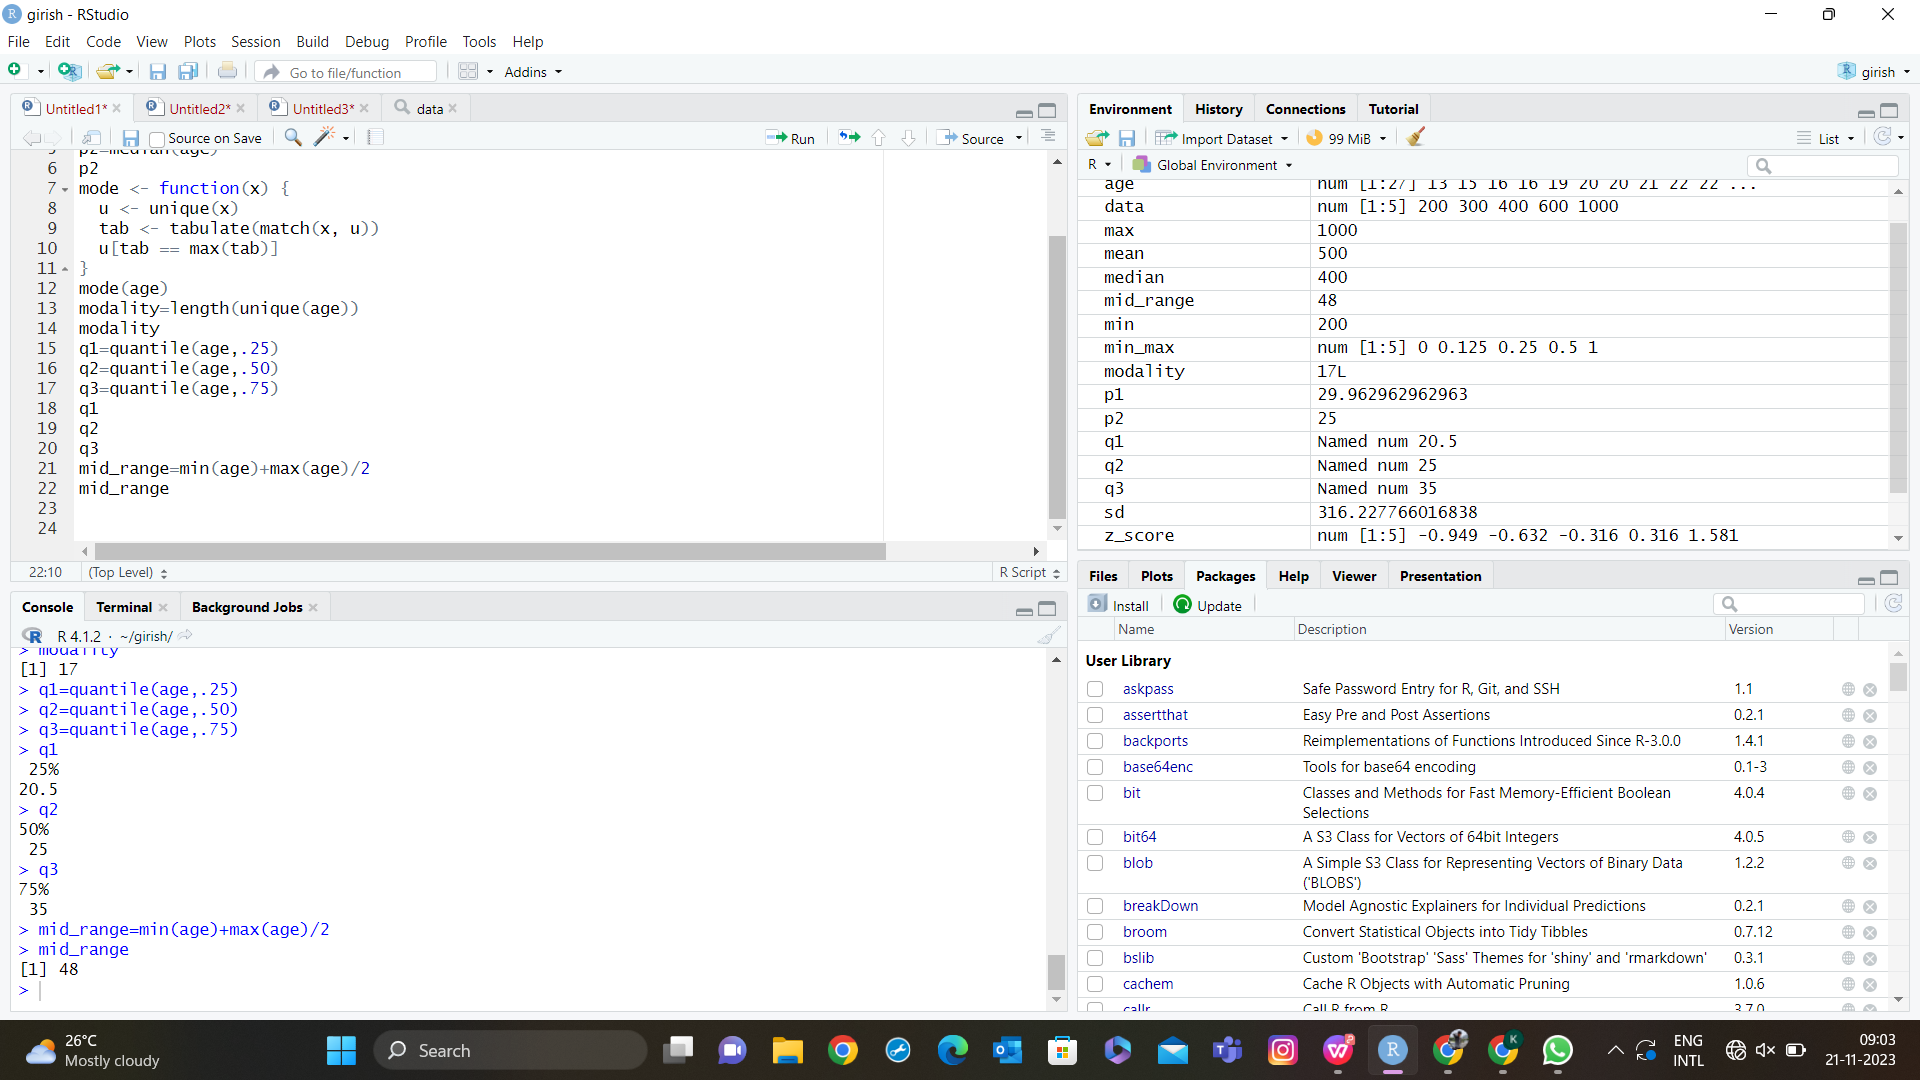 girish - RStudio
File Edit Code View Plots Session Build Debug Profile Tools Help
Go to file/function
Addins
girish
Untitled1*
Untitled2*
Untitled3*
data
Source on Save
Run
Source
5 p2=median(age)
6 p2
7 mode <- function(x) {
8 u <- unique(x)
9 tab <- tabulate(match(x, u))
10 u[tab == max(tab)]
11 }
12 mode(age)
13 modality=length(unique(age))
14 modality
15 q1=quantile(age,.25)
16 q2=quantile(age,.50)
17 q3=quantile(age,.75)
18 q1
19 q2
20 q3
21 mid_range=min(age)+max(age)/2
22 mid_range
23
24
22:10 (Top Level) R Script
Console Terminal Background Jobs
R 4.1.2 · ~/girish/
> modality
[1] 17
> q1=quantile(age,.25)
> q2=quantile(age,.50)
> q3=quantile(age,.75)
> q1
25%
20.5
> q2
50%
25
> q3
75%
35
> mid_range=min(age)+max(age)/2
> mid_range
[1] 48
>
Environment History Connections Tutorial
Import Dataset 99 MiB List
R Global Environment
age num [1:27] 13 15 16 16 19 20 20 21 22 22 ...
data num [1:5] 200 300 400 600 1000
max 1000
mean 500
median 400
mid_range 48
min 200
min_max num [1:5] 0 0.125 0.25 0.5 1
modality 17L
p1 29.962962962963
p2 25
q1 Named num 20.5
q2 Named num 25
q3 Named num 35
sd 316.227766016838
z_score num [1:5] -0.949 -0.632 -0.316 0.316 1.581
Files Plots Packages Help Viewer Presentation
Install Update
Name Description Version
User Library
askpass Safe Password Entry for R, Git, and SSH 1.1
assertthat Easy Pre and Post Assertions 0.2.1
backports Reimplementations of Functions Introduced Since R-3.0.0 1.4.1
base64enc Tools for base64 encoding 0.1-3
bit Classes and Methods for Fast Memory-Efficient Boolean 4.0.4
Selections
bit64 A S3 Class for Vectors of 64bit Integers 4.0.5
blob A Simple S3 Class for Representing Vectors of Binary Data 1.2.2
('BLOBS')
breakDown Model Agnostic Explainers for Individual Predictions 0.2.1
broom Convert Statistical Objects into Tidy Tibbles 0.7.12
bslib Custom 'Bootstrap' 'Sass' Themes for 'shiny' and 'rmarkdown' 0.3.1
cachem Cache R Objects with Automatic Pruning 1.0.6
callr Call R from R 3.7.0
26°C
Mostly cloudy
Search
ENG
INTL
09:03
21-11-2023